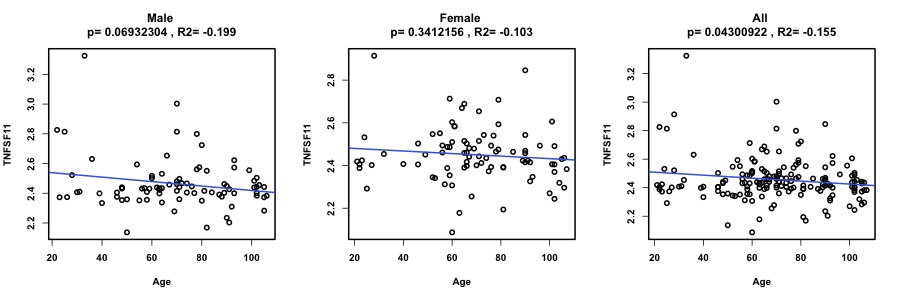 Male
p= 0.06932304 , R2= -0.199
TNFSF11
3.2
3.0
2.8
2.6
2.4
2.2
20 40 60 80 100
Age
Female
p= 0.3412156 , R2= -0.103
TNFSF11
2.8
2.6
2.4
2.2
20 40 60 80 100
Age
All
p= 0.04300922 , R2= -0.155
TNFSF11
3.2
3.0
2.8
2.6
2.4
2.2
20 40 60 80 100
Age